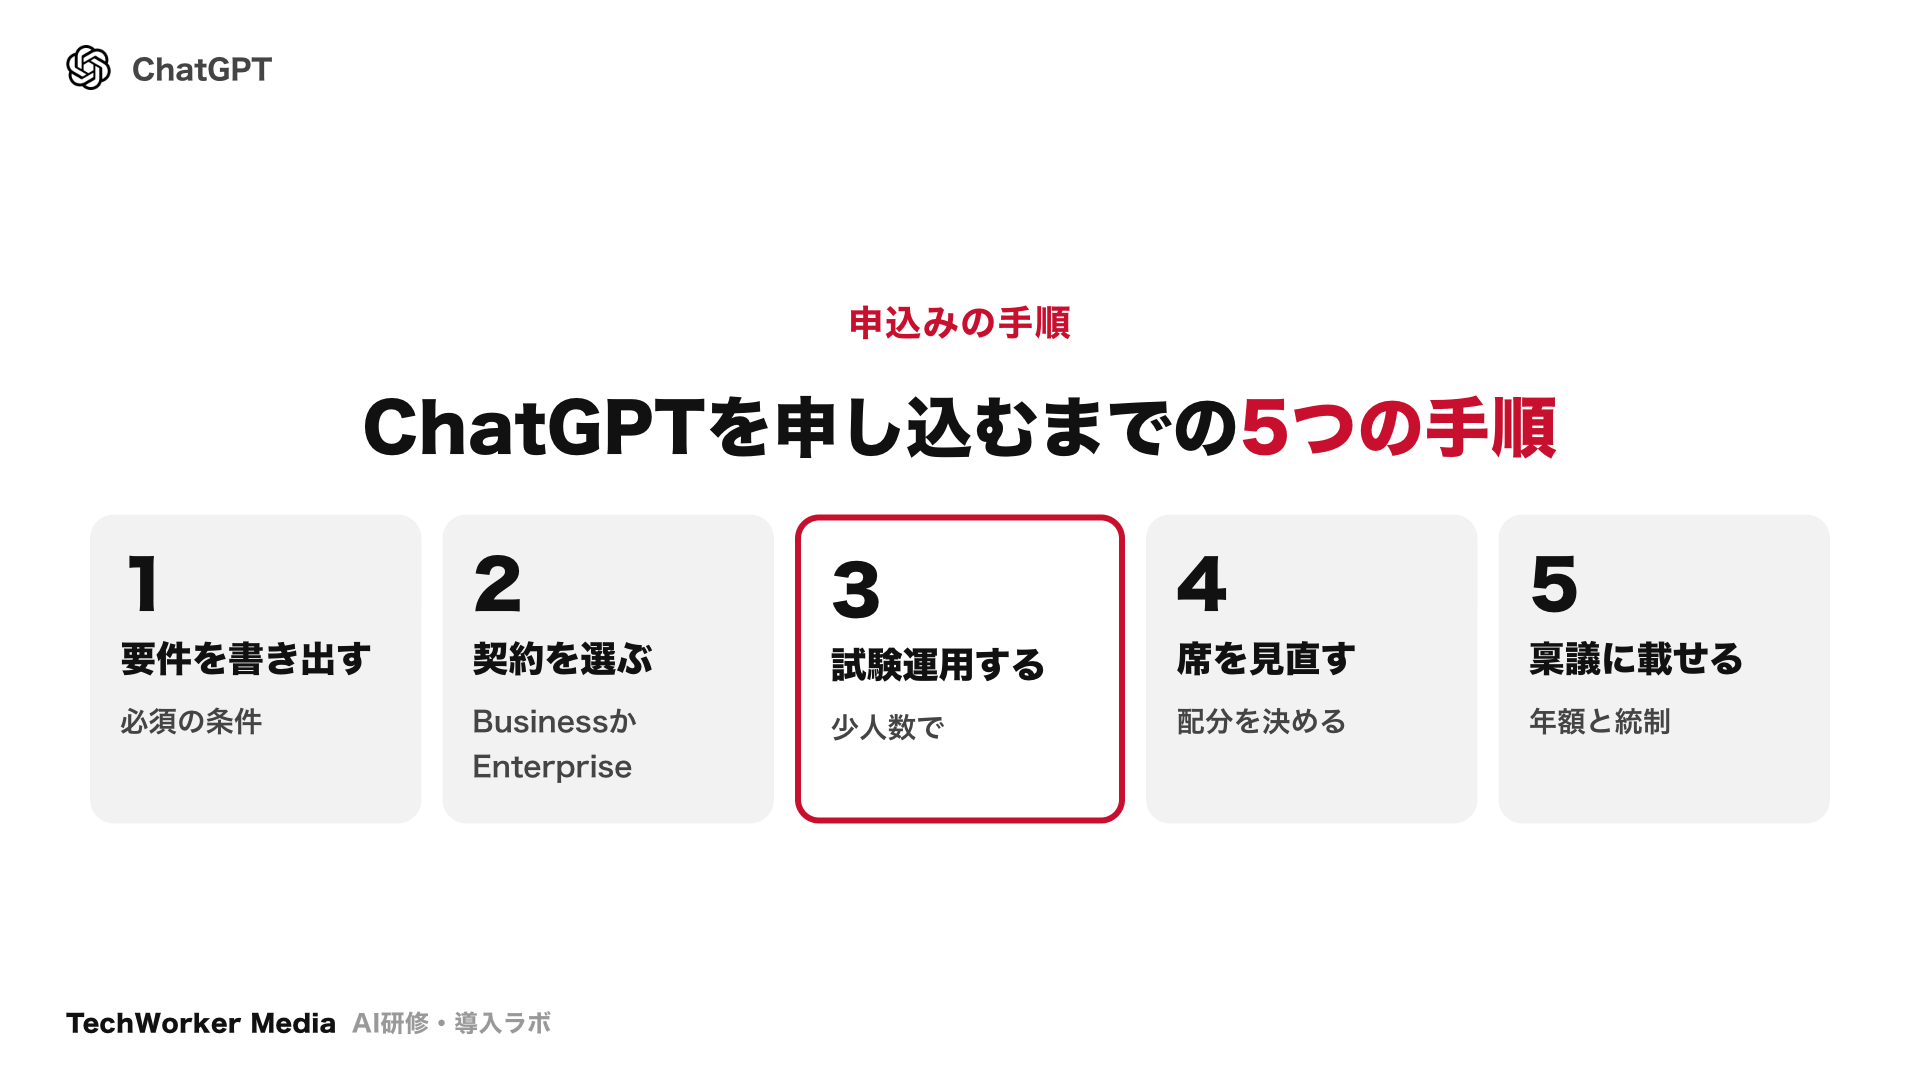 ChatGPT
申込みの手順
ChatGPTを申し込むまでの5つの手順
1
要件を書き出す
必須の条件
2
契約を選ぶ
Businessか
Enterprise
3
試験運用する
少人数で
4
席を見直す
配分を決める
5
稟議に載せる
年額と統制
TechWorker Media AI研修・導入ラボ